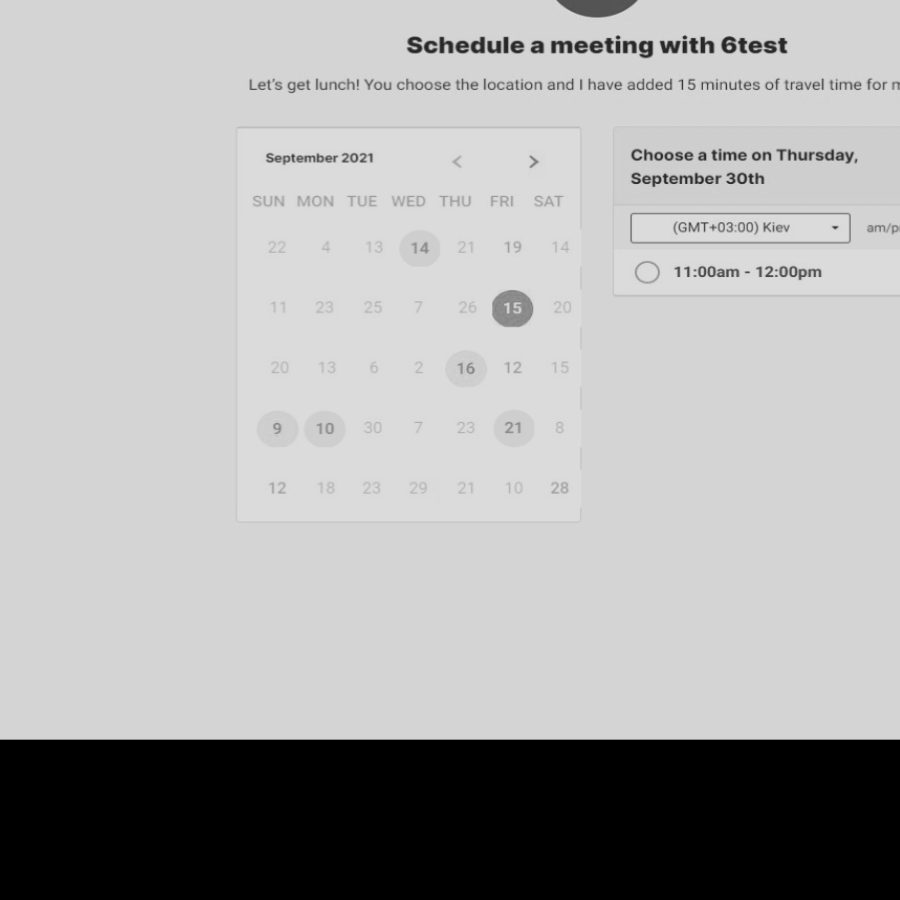 Schedule a meeting with 6test
Let's get lunch! You choose the location and I have added 15 minutes of travel time for
September 2021 < >
SUN MON TUE WED THU FRI SAT
22 4 13 14 21 19 14
11 23 25 7 26 15 20
20 13 6 2 16 12 15
9 10 30 7 23 21 8
12 18 23 29 21 10 28
Choose a time on Thursday,
September 30th
(GMT+03:00) Kiev am/p
11:00am - 12:00pm